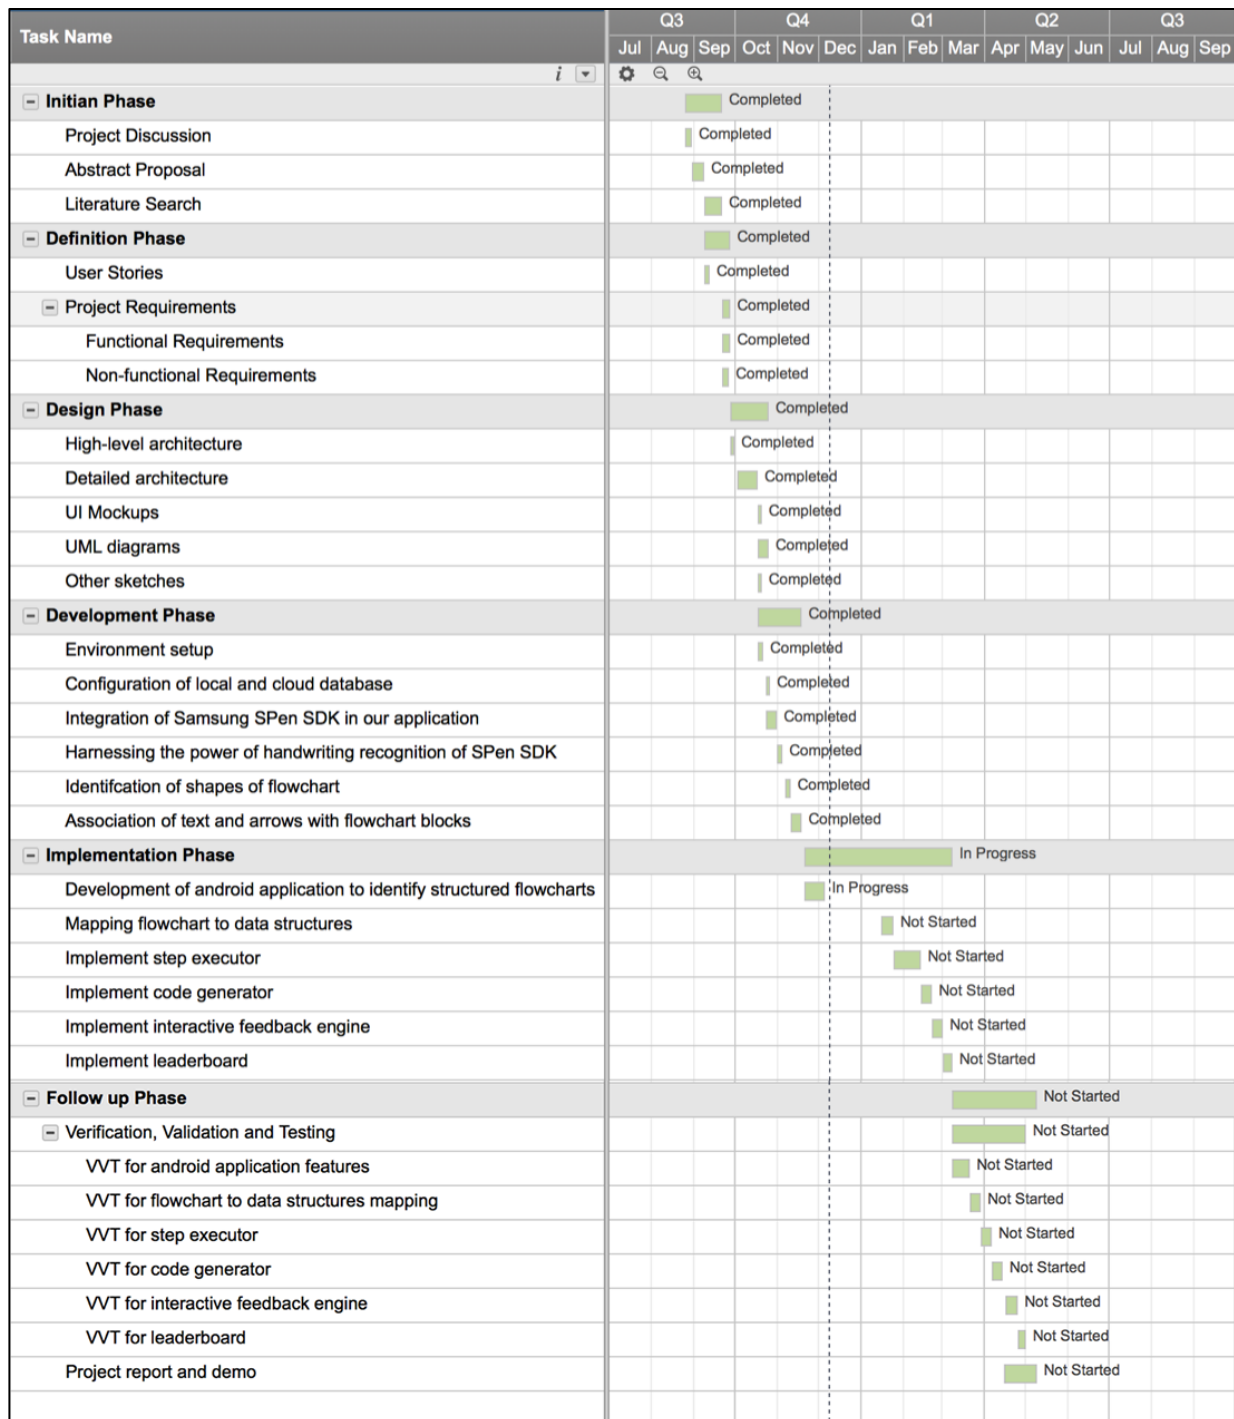 Task Name
Q3 Q4 Q1 Q2 Q3
Jul Aug Sep Oct Nov Dec Jan Feb Mar Apr May Jun Jul Aug Sep
i
Initian Phase Completed
Project Discussion Completed
Abstract Proposal Completed
Literature Search Completed
Definition Phase Completed
User Stories Completed
Project Requirements Completed
Functional Requirements Completed
Non-functional Requirements Completed
Design Phase Completed
High-level architecture Completed
Detailed architecture Completed
UI Mockups Completed
UML diagrams Completed
Other sketches Completed
Development Phase Completed
Environment setup Completed
Configuration of local and cloud database Completed
Integration of Samsung SPen SDK in our application Completed
Harnessing the power of handwriting recognition of SPen SDK Completed
Identifcation of shapes of flowchart Completed
Association of text and arrows with flowchart blocks Completed
Implementation Phase In Progress
Development of android application to identify structured flowcharts In Progress
Mapping flowchart to data structures Not Started
Implement step executor Not Started
Implement code generator Not Started
Implement interactive feedback engine Not Started
Implement leaderboard Not Started
Follow up Phase Not Started
Verification, Validation and Testing Not Started
VVT for android application features Not Started
VVT for flowchart to data structures mapping Not Started
VVT for step executor Not Started
VVT for code generator Not Started
VVT for interactive feedback engine Not Started
VVT for leaderboard Not Started
Project report and demo Not Started